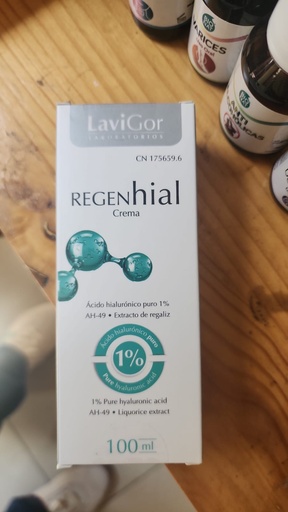 LaviGor
LABORATORIOS
CN 175659.6
REGENhial
Crema
Ácido hialurónico puro 1%
AH-49 • Extracto de regaliz
Ácido hialurónico puro
1%
Pure hyaluronic acid
1% Pure hyaluronic acid
AH-49 • Liquorice extract
100 ml
VARICES
ANTI